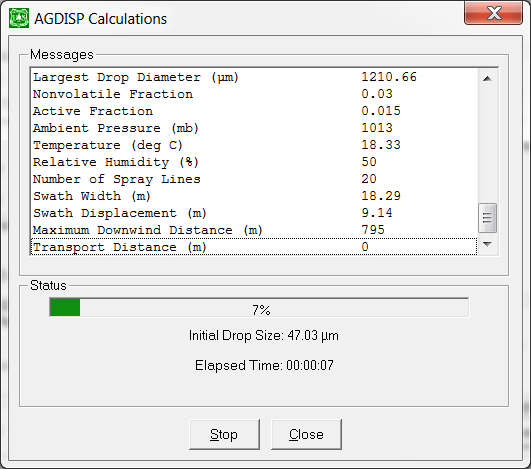 AGDISP Calculations
Messages
Largest Drop Diameter (µm) 1210.66
Nonvolatile Fraction 0.03
Active Fraction 0.015
Ambient Pressure (mb) 1013
Temperature (deg C) 18.33
Relative Humidity (%) 50
Number of Spray Lines 20
Swath Width (m) 18.29
Swath Displacement (m) 9.14
Maximum Downwind Distance (m) 795
Transport Distance (m) 0
Status
7%
Initial Drop Size: 47.03 µm
Elapsed Time: 00:00:07
Stop Close